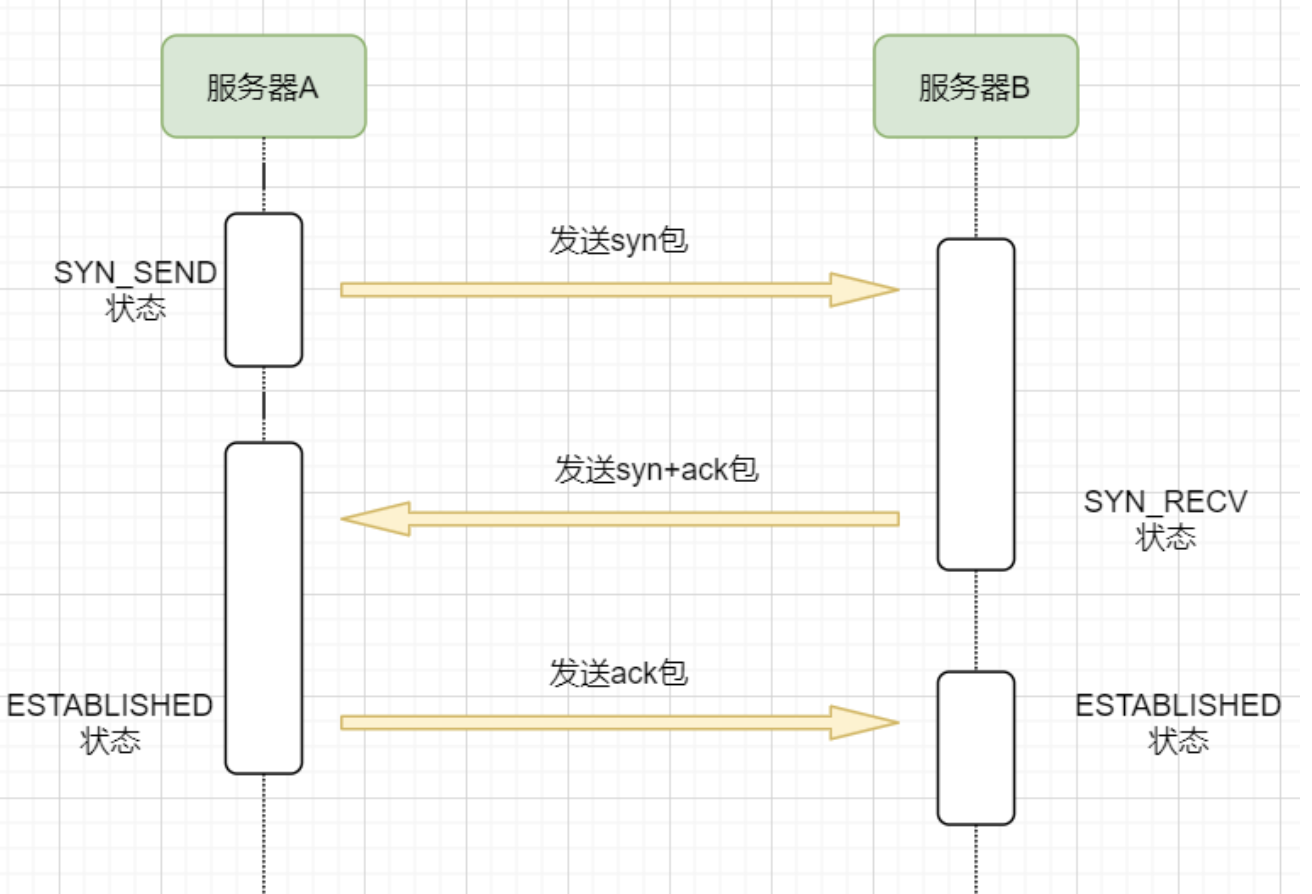 服务器A
服务器B
发送syn包
SYN_SEND
状态
发送syn+ack包
SYN_RECV
状态
发送ack包
ESTABLISHED
状态
ESTABLISHED
状态